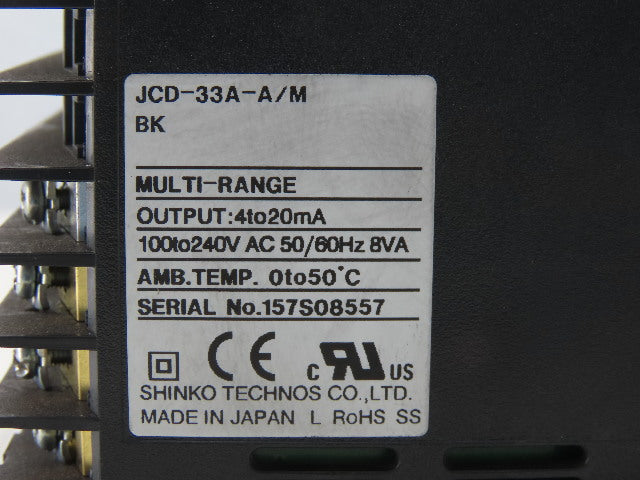 JCD-33A-A/M
BK
MULTI-RANGE
OUTPUT:4to20mA
100to240V AC 50/60Hz 8VA
AMB.TEMP. 0to50°C
SERIAL No.157S08557
CE c RU US
SHINKO TECHNOS CO.,LTD.
MADE IN JAPAN L RoHS SS